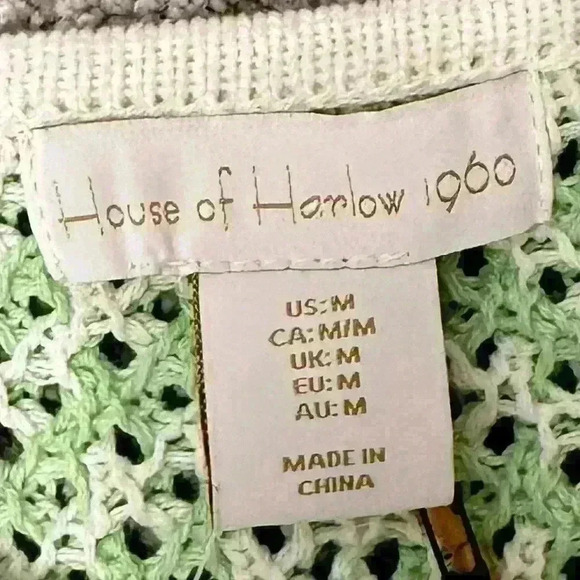 House of Harlow 1960
US: M
CA: M/M
UK: M
EU: M
AU: M
MADE IN
CHINA